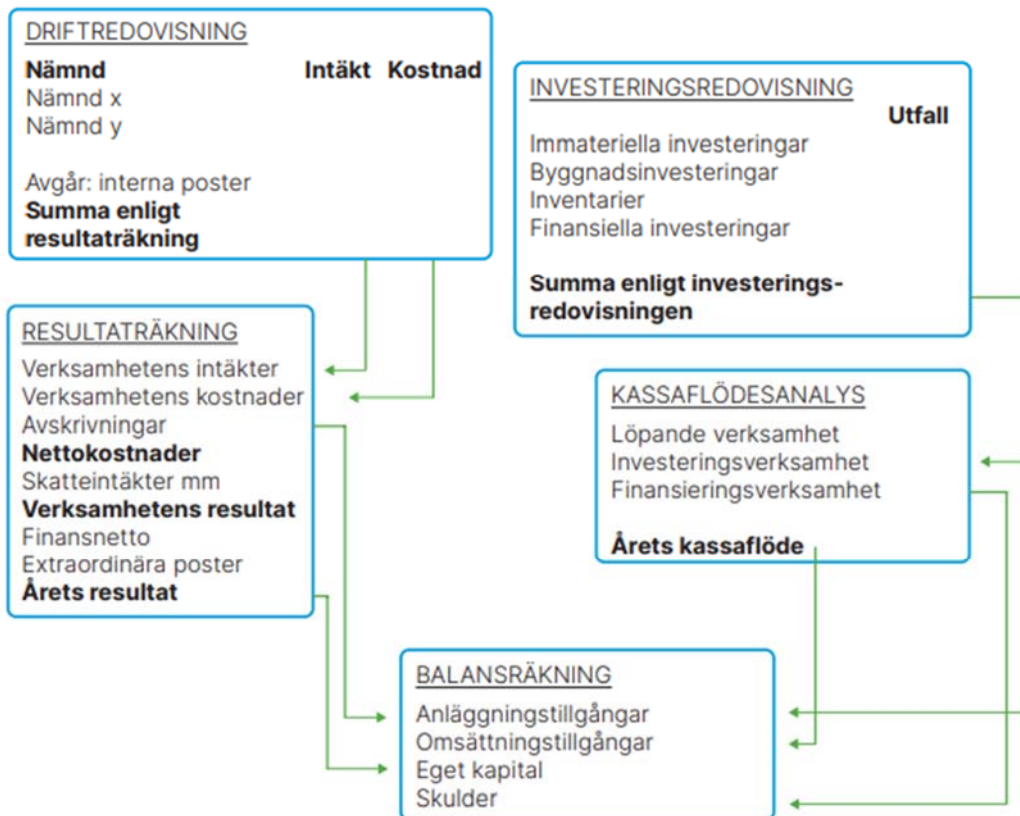 DRIFTREDOVISNING
Nämnd Intäkt Kostnad
Nämnd x
Nämnd y
Avgår: interna poster
Summa enligt
resultaträkning
INVESTERINGSREDOVISNING
Utfall
Immateriella investeringar
Byggnadsinvesteringar
Inventarier
Finansiella investeringar
Summa enligt investerings-
redovisningen
RESULTATRÄKNING
Verksamhetens intäkter
Verksamhetens kostnader
Avskrivningar
Nettokostnader
Skatteintäkter mm
Verksamhetens resultat
Finansnetto
Extraordinära poster
Årets resultat
KASSAFLÖDESANALYS
Löpande verksamhet
Investeringsverksamhet
Finansieringsverksamhet
Årets kassaflöde
BALANSRÄKNING
Anläggningstillgångar
Omsättningstillgångar
Eget kapital
Skulder